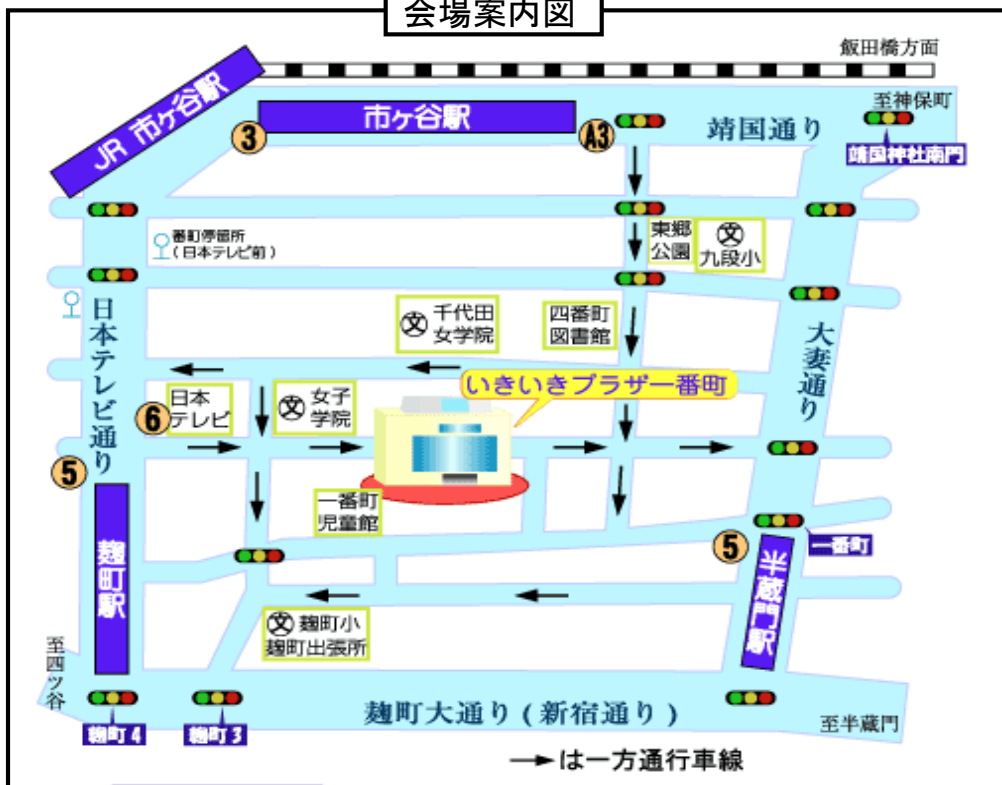 会場案内図
飯田橋方面
至神保町
JR 市ヶ谷駅
市ヶ谷駅
3
A3
靖国通り
靖国神社南門
番町停留所
(日本テレビ前)
東郷
公園
文
九段小
日本テレビ通り
文
千代田
女学院
四番町
図書館
大妻通り
いきいきプラザ一番町
6
日本
テレビ
文
女子
学院
5
一番町
児童館
麹町駅
5
一番町
半蔵門駅
文 麹町小
麹町出張所
至四ツ谷
麹町4
麹町3
麹町大通り(新宿通り)
至半蔵門
→は一方通行車線